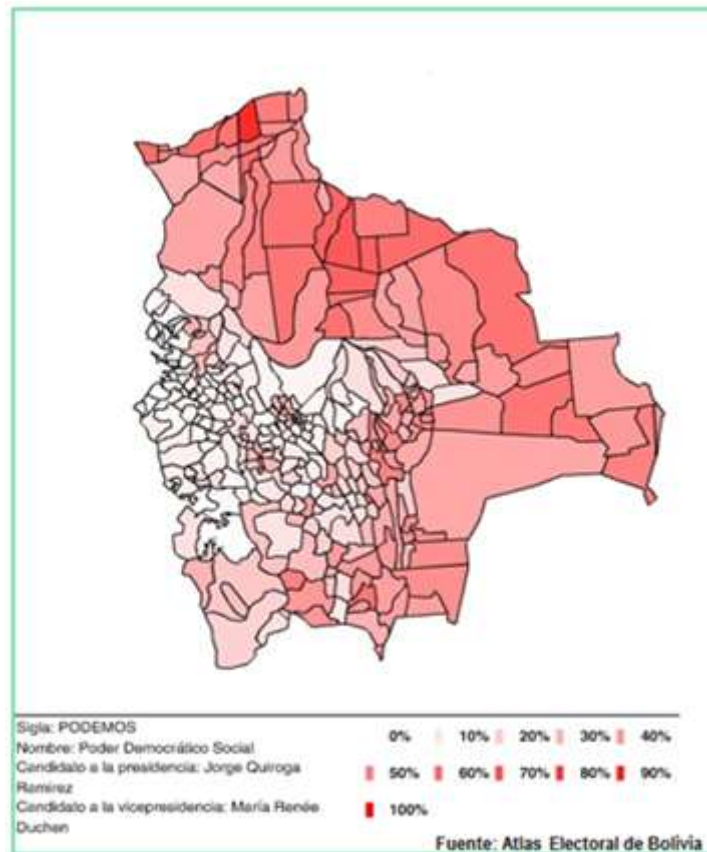 Sigla: PODEMOS
Nombre: Poder Democrático Social
Candidato a la presidencia: Jorge Quiroga
Ramirez
Candidato a la vicepresidencia: María Renée
Duchen
0% 10% 20% 30% 40%
50% 60% 70% 80% 90%
100%
Fuente: Atlas Electoral de Bolivia